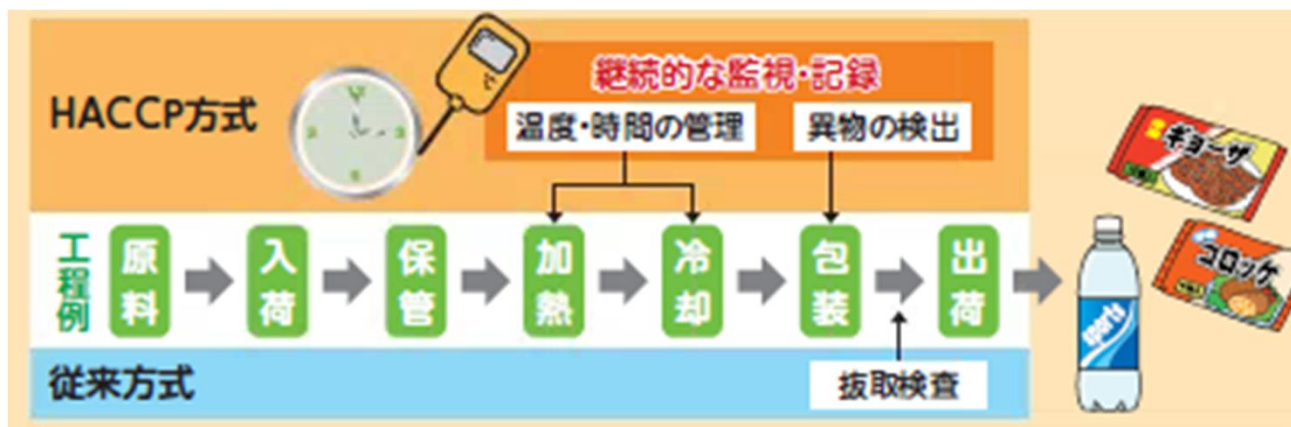 継続的な監視・記録
HACCP方式
温度・時間の管理
異物の検出
工程例
原料
入荷
保管
加熱
冷却
包装
出荷
従来方式
抜取検査
ギョーザ
コロッケ
sports